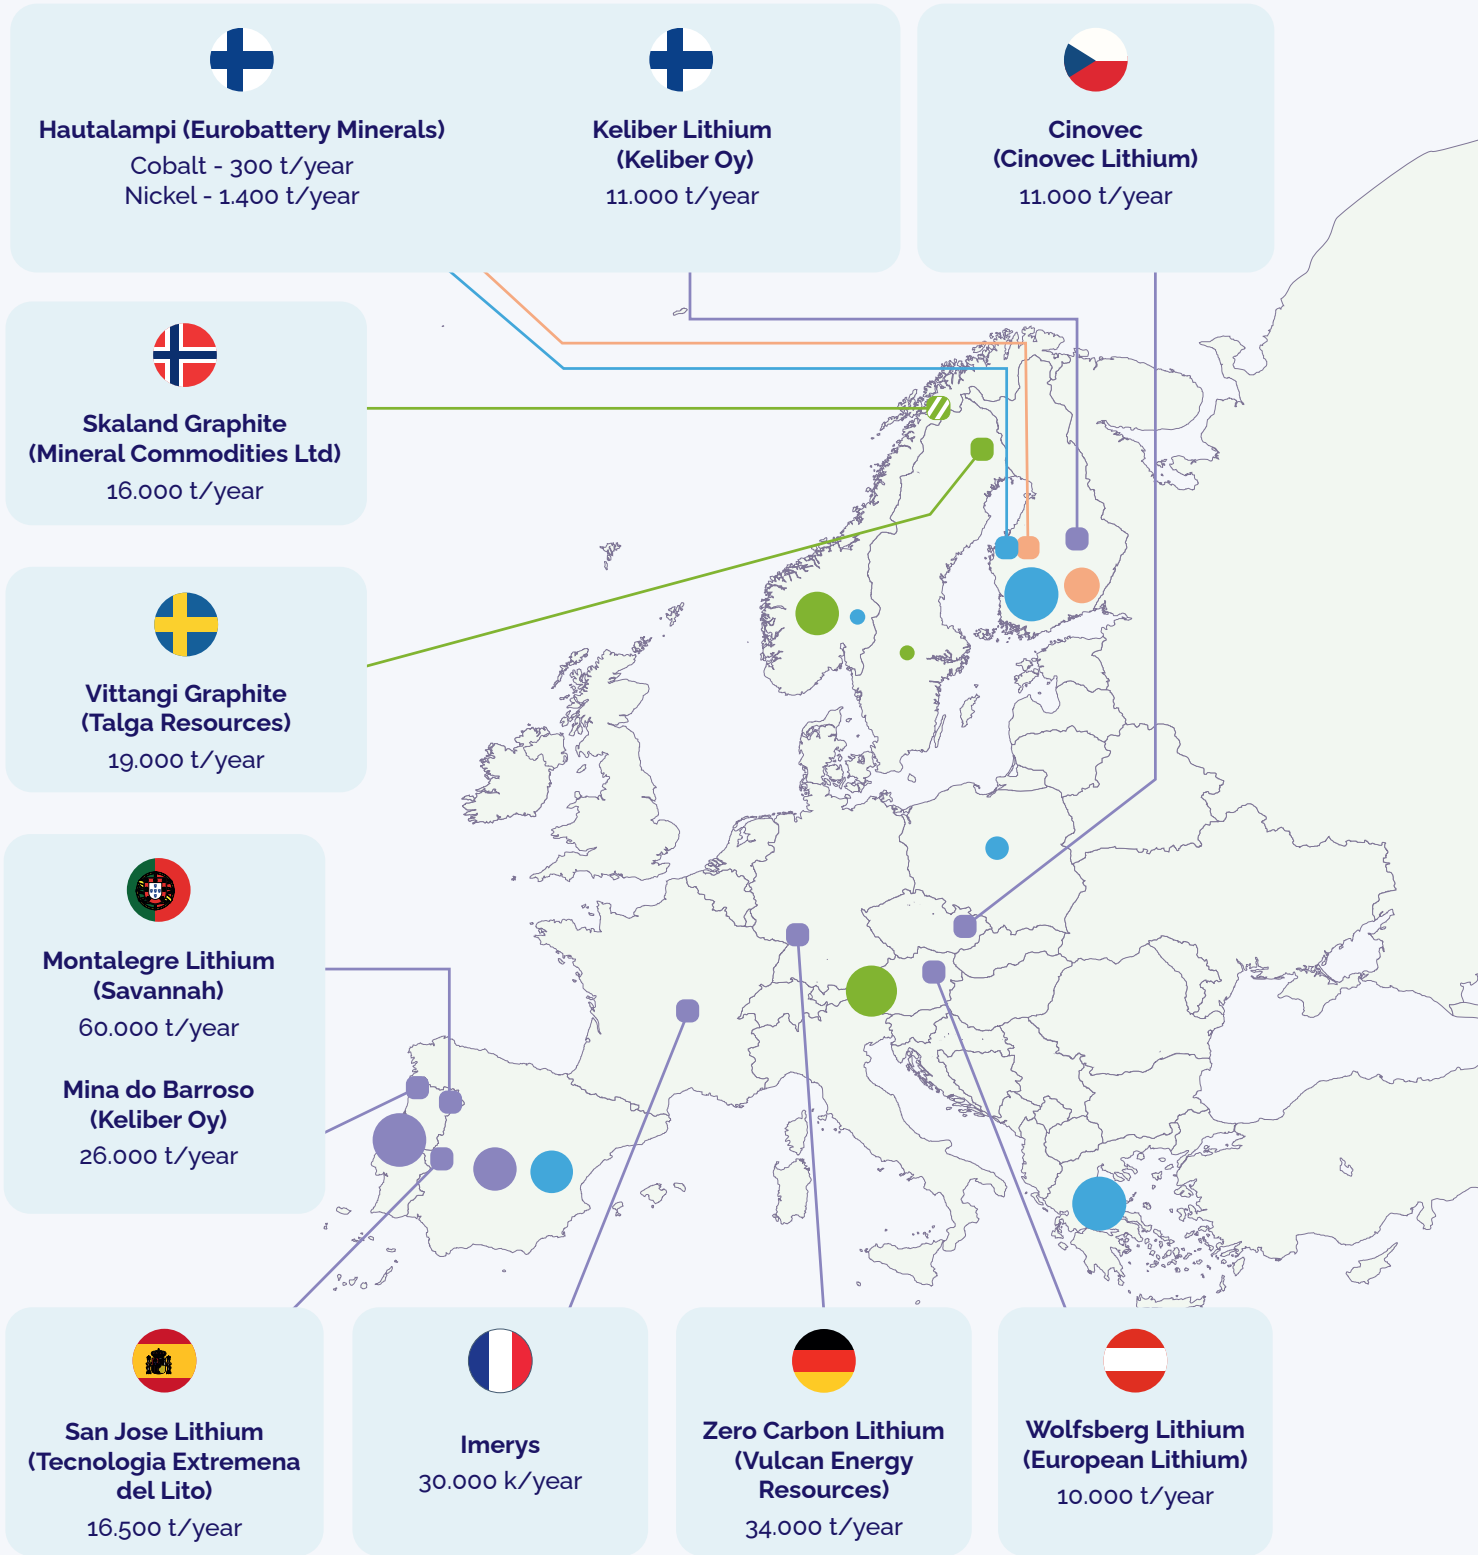 Hautalampi (Eurobattery Minerals)
Cobalt - 300 t/year
Nickel - 1.400 t/year
Keliber Lithium
(Keliber Oy)
11.000 t/year
Cinovec
(Cinovec Lithium)
11.000 t/year
Skaland Graphite
(Mineral Commodities Ltd)
16.000 t/year
Vittangi Graphite
(Talga Resources)
19.000 t/year
Montalegre Lithium
(Savannah)
60.000 t/year
Mina do Barroso
(Keliber Oy)
26.000 t/year
San Jose Lithium
(Tecnologia Extremena
del Lito)
16.500 t/year
Imerys
30.000 k/year
Zero Carbon Lithium
(Vulcan Energy
Resources)
34.000 t/year
Wolfsberg Lithium
(European Lithium)
10.000 t/year